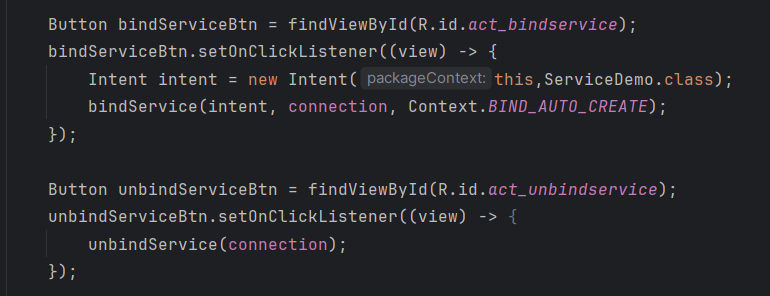 Button bindServiceBtn = findViewById(R.id.act_bindservice);
bindServiceBtn.setOnClickListener((view) -> {
    Intent intent = new Intent( packageContext: this,ServiceDemo.class);
    bindService(intent, connection, Context.BIND_AUTO_CREATE);
});

Button unbindServiceBtn = findViewById(R.id.act_unbindservice);
unbindServiceBtn.setOnClickListener((view) -> {
    unbindService(connection);
});